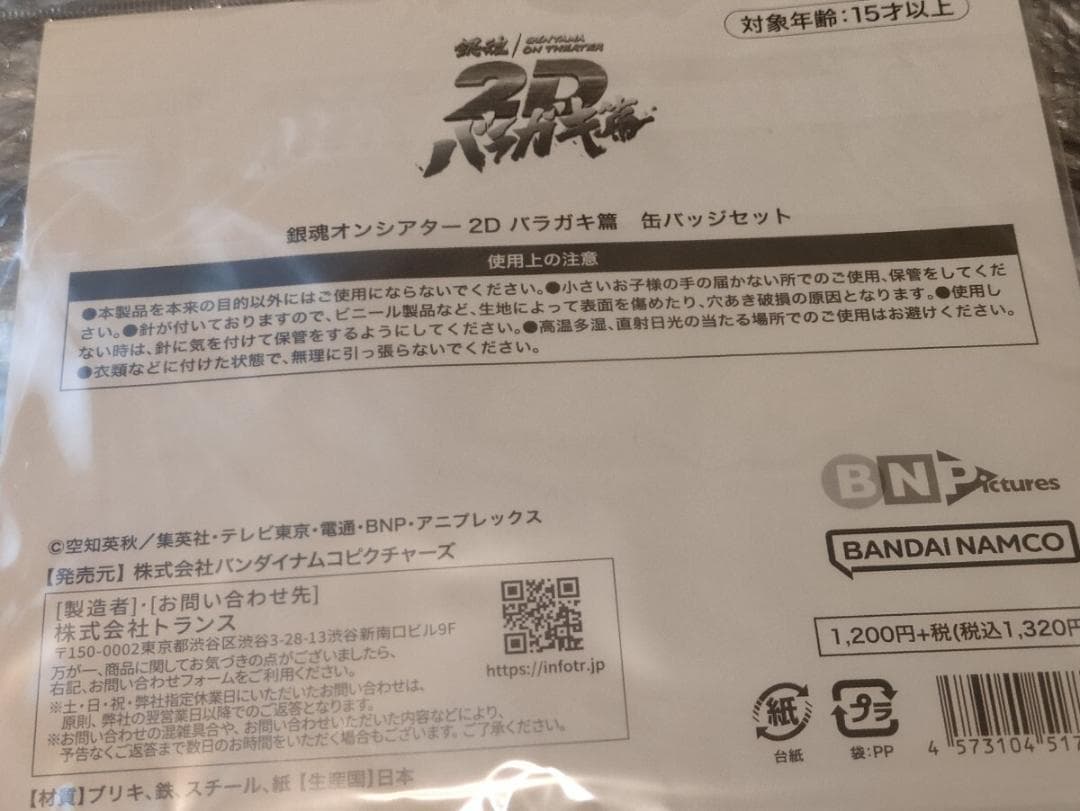 対象年齢:15才以上
銀魂/GINTAMA
ON THEATER
2D
バラガキ篇
銀魂オンシアター2D バラガキ篇 缶バッジセット
使用上の注意
●本製品を本来の目的以外にはご使用にならないでください。●小さいお子様の手の届かない所でのご使用、保管をしてくだ
さい。●針が付いておりますので、ビニール製品など、生地によって表面を傷めたり、穴あき破損の原因となります。●使用し
ない時は、針に気を付けて保管をするようにしてください。●高温多湿、直射日光の当たる場所でのご使用はお避けください。
●衣類などに付けた状態で、無理に引っ張らないでください。
BNPictures
©空知英秋/集英社・テレビ東京・電通・BNP・アニプレックス
BANDAI NAMCO
【発売元】株式会社バンダイナムコピクチャーズ
[製造者]・[お問い合わせ先]
株式会社トランス
〒150-0002東京都渋谷区渋谷3-28-13渋谷新南口ビル9F
万が一、商品に関してお気づきの点がございましたら、
右記、お問い合わせフォームをご利用ください。
※土・日・祝・弊社指定休業日にいただいたお問い合わせは、
原則、弊社の翌営業日以降でのご返答となります。
※お問い合わせの混雑具合や、お問い合わせいただいた内容などにより、
予告なくご返答まで数日のお時間をいただく場合もございます。ご了承ください。
https://infotr.jp
1,200円+税(税込1,320円
紙
台紙
プラ
袋:PP
4 573104 517
【材質】ブリキ、鉄、スチール、紙【生産国】日本